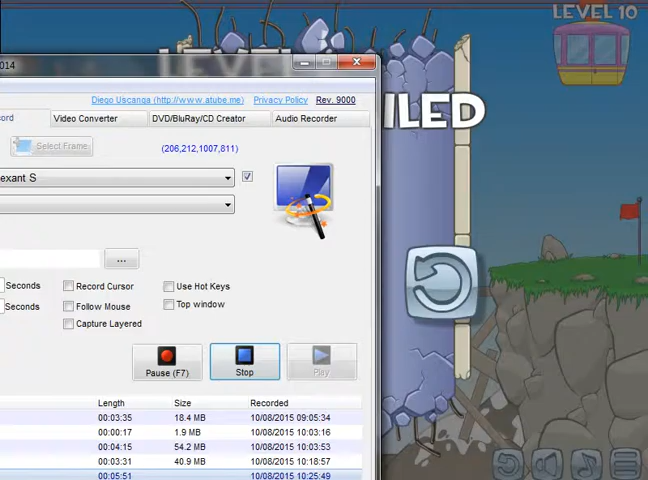 LEVEL 10
LEVEL
2014
ILED
Diego Uscanga (http://www.atube.me) Privacy Policy Rev. 9000
cord Video Converter DVD/BluRay/CD Creator Audio Recorder
Select Frame (206,212,1007,811)
exant S
...
Seconds Record Cursor Use Hot Keys
Seconds Follow Mouse Top window
Capture Layered
Pause (F7) Stop Play
Length Size Recorded
00:03:35 18.4 MB 10/08/2015 09:05:34
00:00:17 1.9 MB 10/08/2015 10:03:16
00:04:15 54.2 MB 10/08/2015 10:03:53
00:03:31 40.9 MB 10/08/2015 10:18:57
00:05:51 10/08/2015 10:25:49